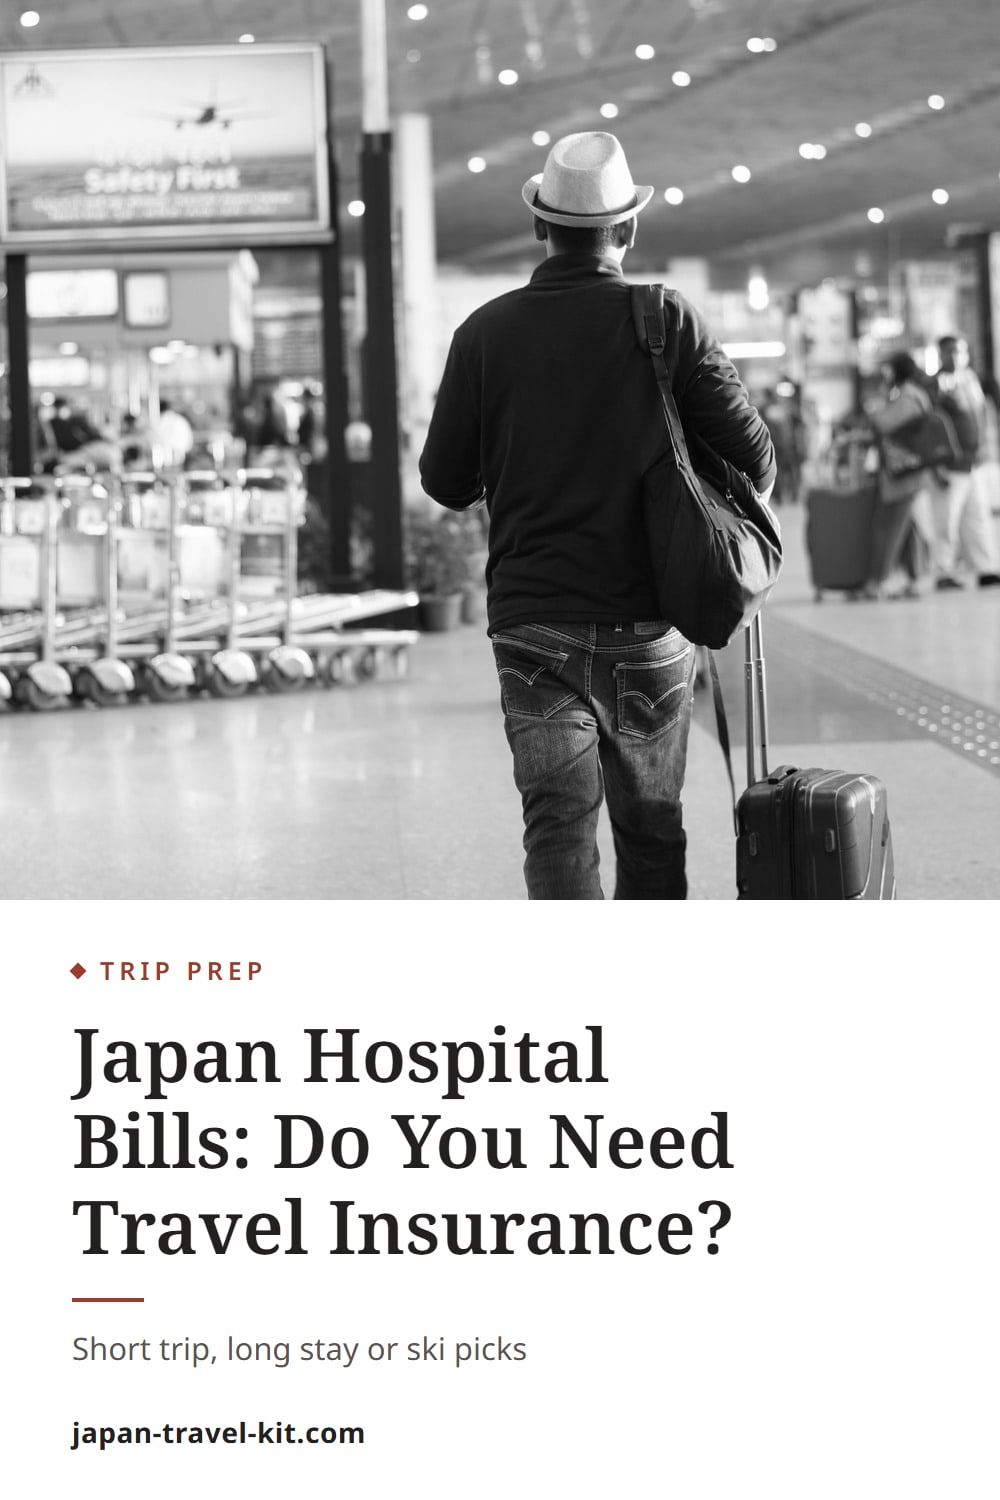 Safety First
TRIP PREP
Japan Hospital
Bills: Do You Need
Travel Insurance?
Short trip, long stay or ski picks
japan-travel-kit.com